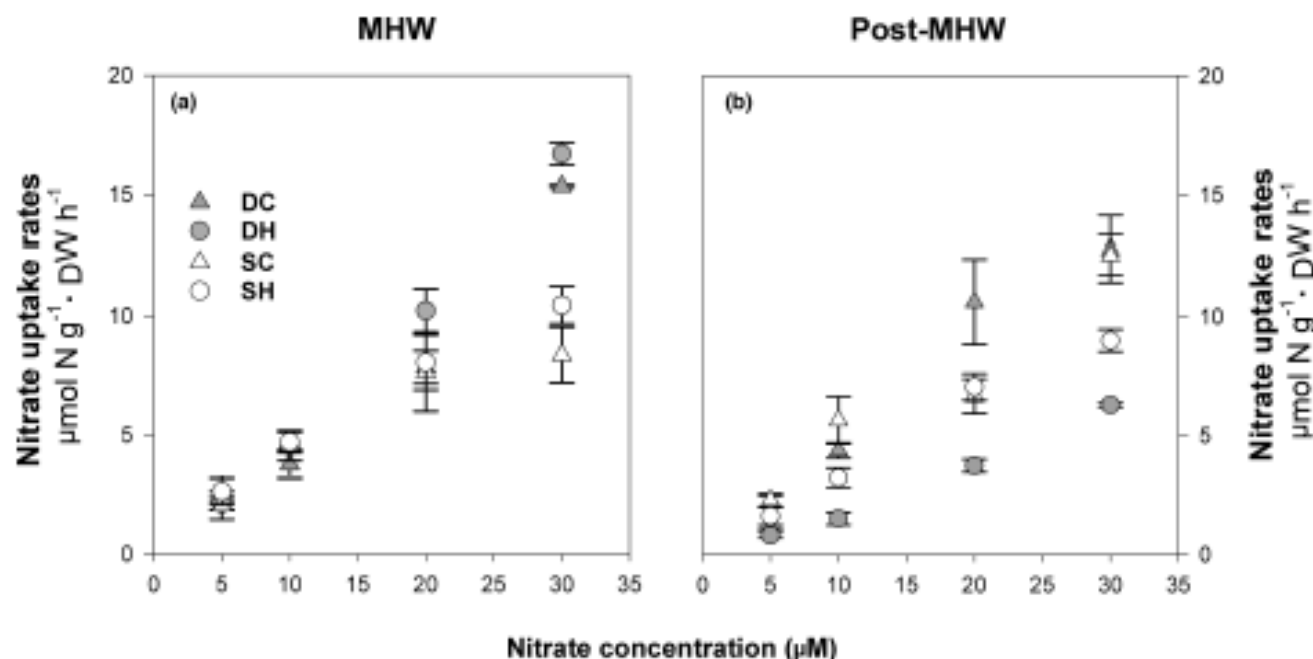 MHW
Post-MHW
Nitrate uptake rates
µmol N g⁻¹ · DW h⁻¹
20
15
10
5
0
(a)
DC
DH
SC
SH
0 5 10 15 20 25 30 35
(b)
0 5 10 15 20 25 30 35
20
15
10
5
0
Nitrate uptake rates
µmol N g⁻¹ · DW h⁻¹
Nitrate concentration (µM)